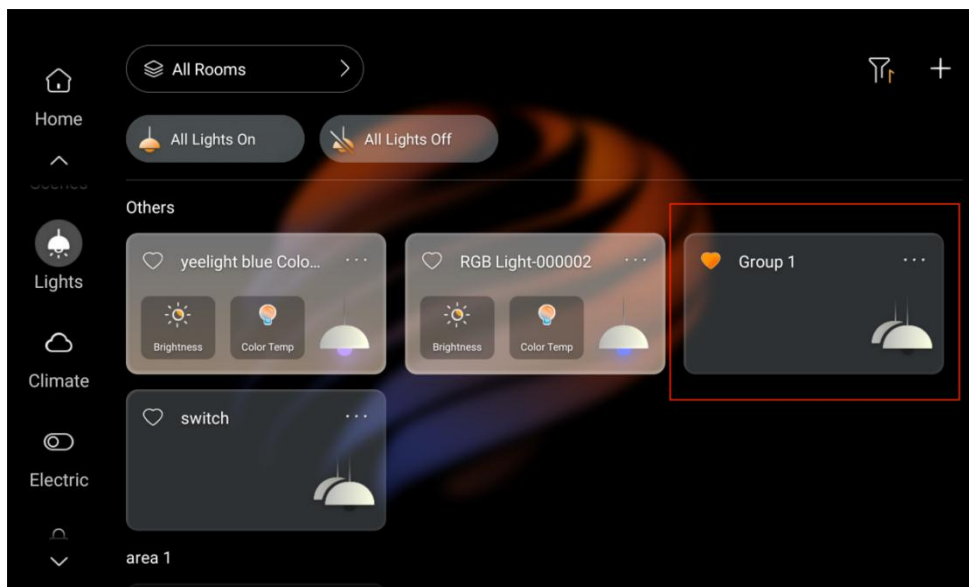 All Rooms
Home
All Lights On
All Lights Off
Others
Lights
yeelight blue Colo...
Brightness
Color Temp
RGB Light-000002
Brightness
Color Temp
Group 1
Climate
switch
Electric
area 1